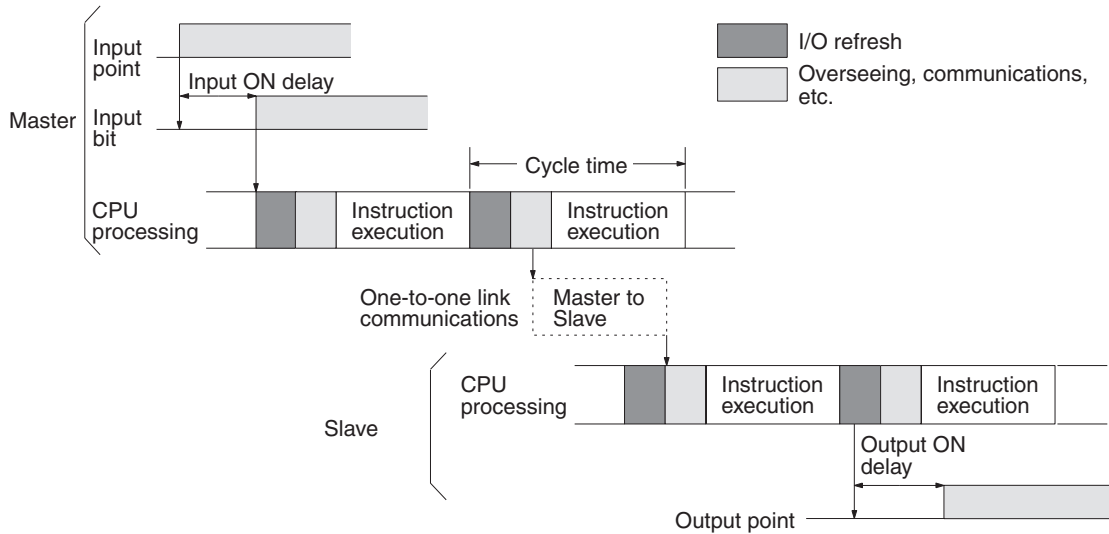 Input
point
I/O refresh
Overseeing, communications,
etc.
Input ON delay
Master
Input
bit
Cycle time
CPU
processing
Instruction
execution
Instruction
execution
One-to-one link
communications
Master to
Slave
CPU
processing
Instruction
execution
Instruction
execution
Slave
Output ON
delay
Output point